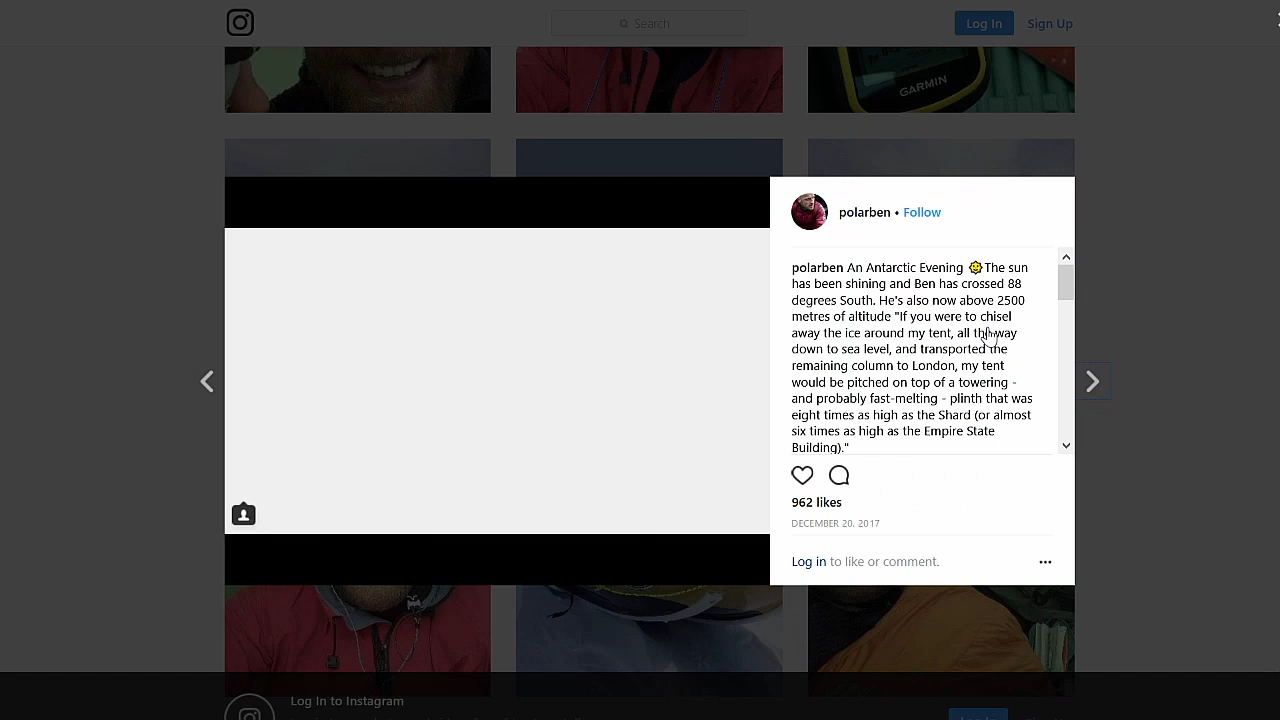 Search
Log In
Sign Up
GARMIN
polarben • Follow
polarben An Antarctic Evening 🌞The sun
has been shining and Ben has crossed 88
degrees South. He's also now above 2500
metres of altitude "If you were to chisel
away the ice around my tent, all the way
down to sea level, and transported the
remaining column to London, my tent
would be pitched on top of a towering -
and probably fast-melting - plinth that was
eight times as high as the Shard (or almost
six times as high as the Empire State
Building)."
962 likes
DECEMBER 20, 2017
Log in to like or comment.
Log In to Instagram